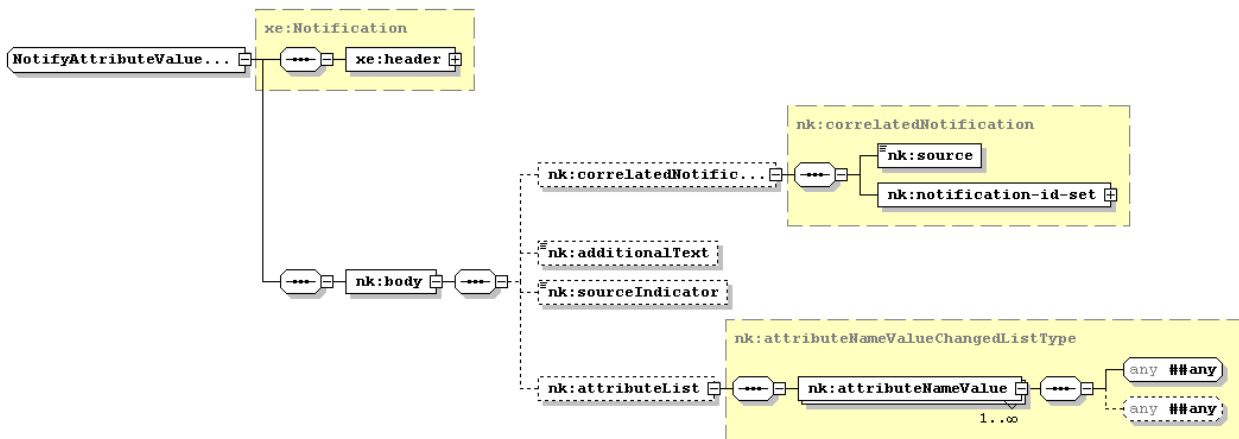 xe:Notification
NotifyAttributeValue...
xe:header
nk:correlatedNotification
nk:source
nk:correlatedNotific...
nk:notification-id-set
nk:additionalText
nk:body
nk:sourceIndicator
nk:attributeNameValueChangedListType
any ##any
nk:attributeList
nk:attributeNameValue
any ##any
1..∞